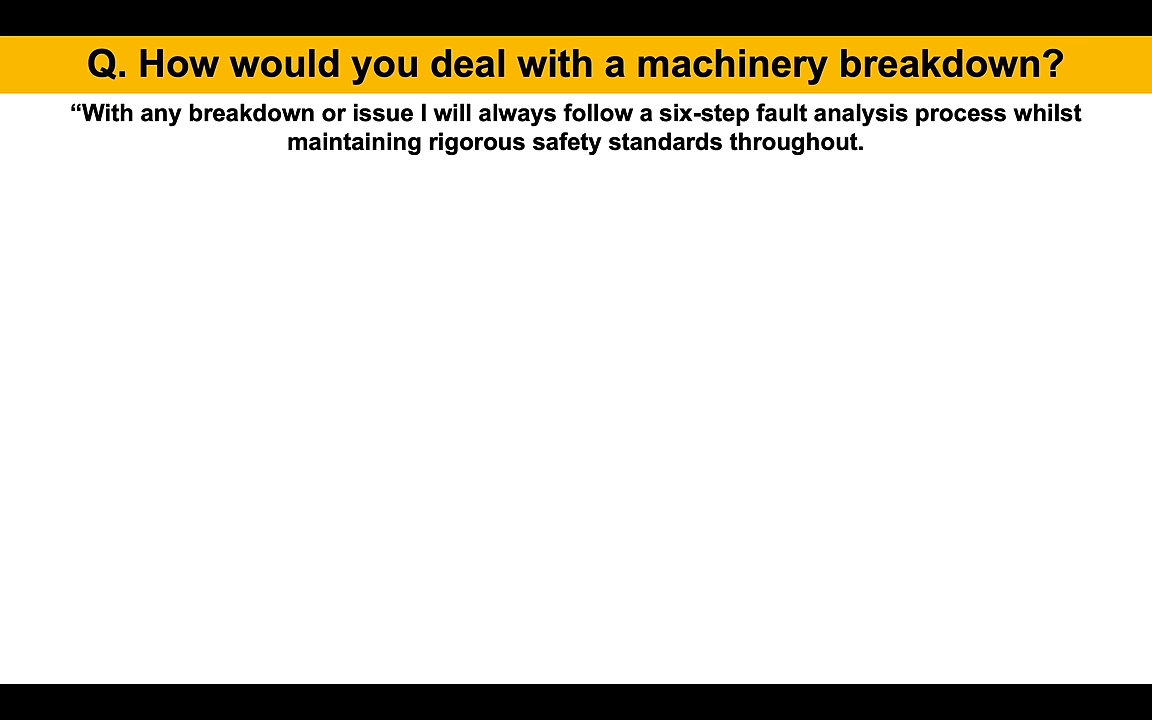 Q. How would you deal with a machinery breakdown?
“With any breakdown or issue I will always follow a six-step fault analysis process whilst
maintaining rigorous safety standards throughout.